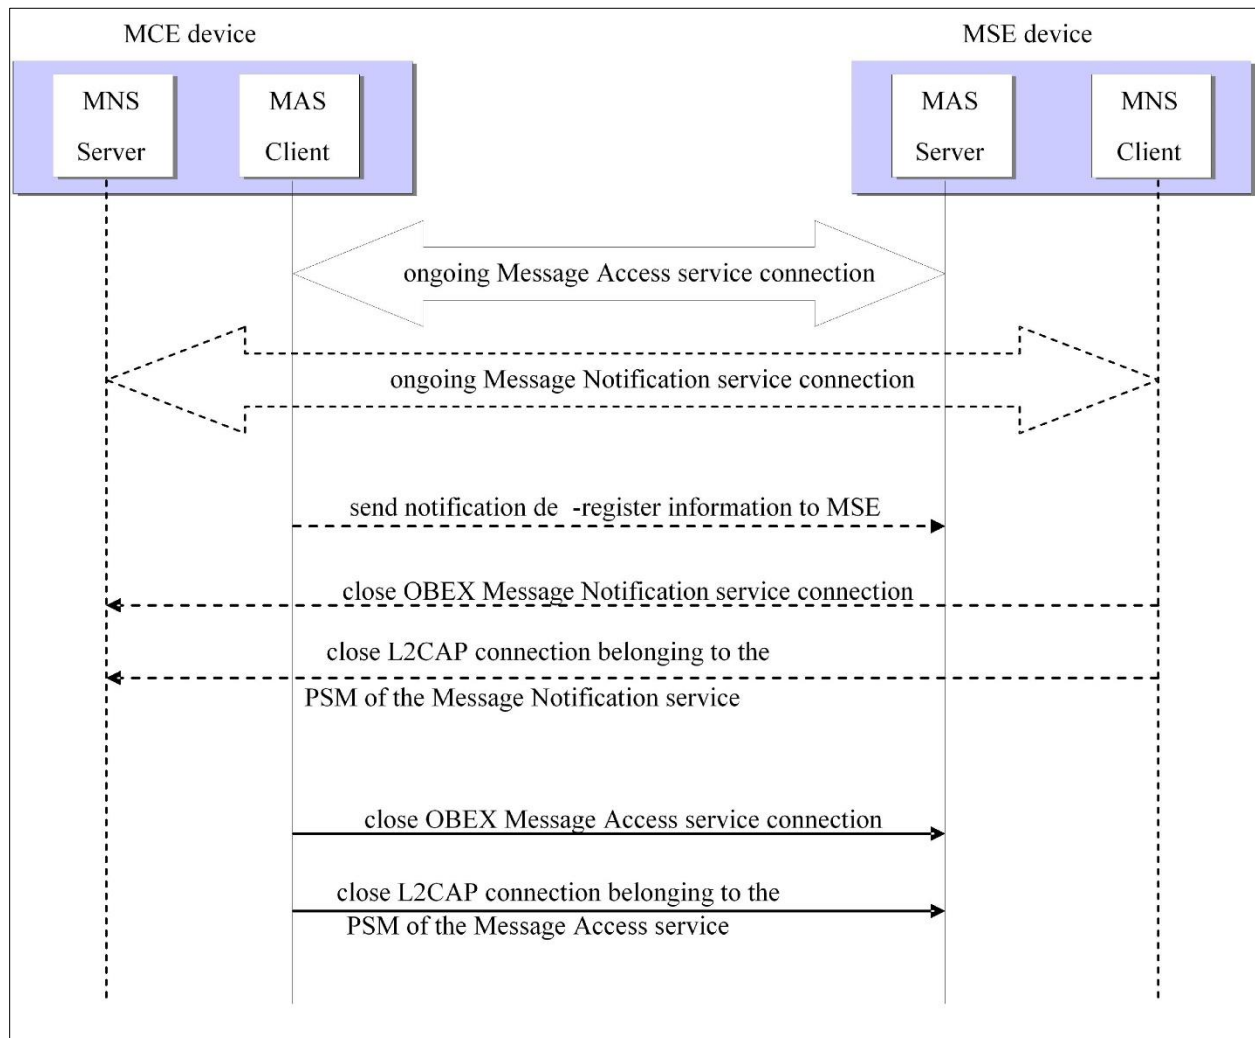 MCE device
MSE device
MNS
Server
MAS
Client
MAS
Server
MNS
Client
ongoing Message Access service connection
ongoing Message Notification service connection
send notification de -register information to MSE
close OBEX Message Notification service connection
close L2CAP connection belonging to the
PSM of the Message Notification service
close OBEX Message Access service connection
close L2CAP connection belonging to the
PSM of the Message Access service